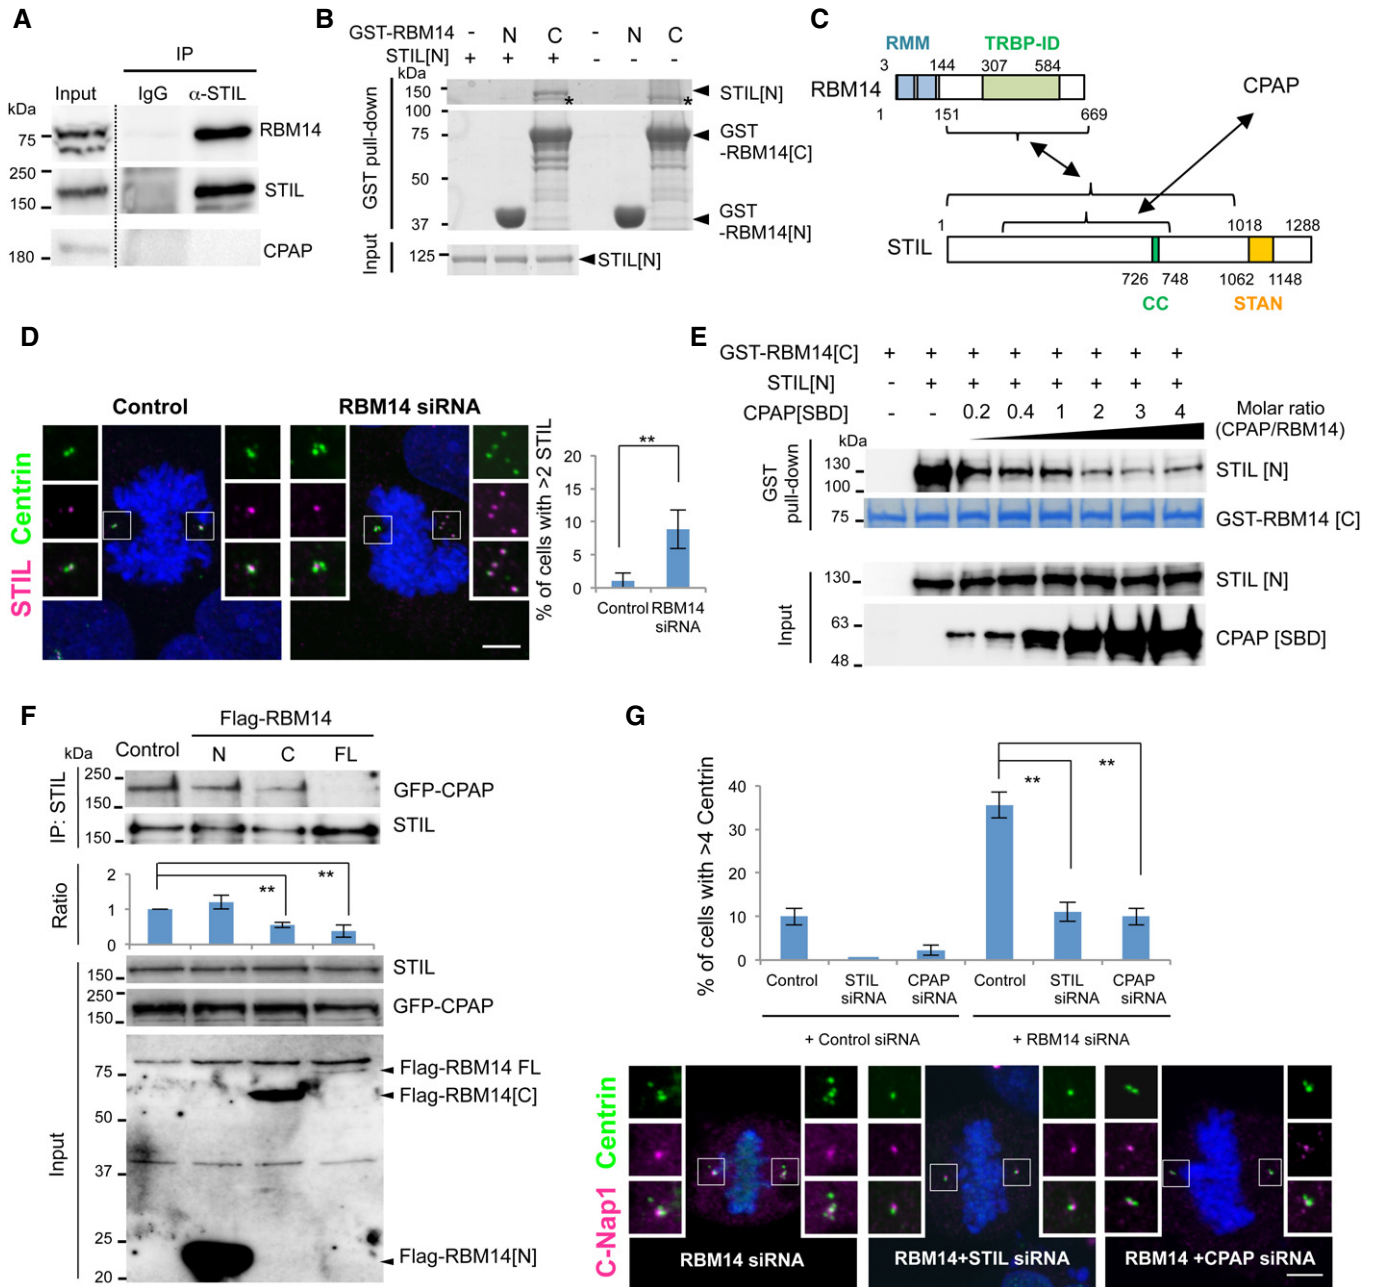 A
IP
Input
IgG
α-STIL
kDa
75
RBM14
250
150
STIL
180
CPAP
B
GST-RBM14 - N C - N C
STIL[N] + + + - - -
kDa
GST pull-down
150
STIL[N]
*
*
100
75
GST
-RBM14[C]
50
37
GST
-RBM14[N]
Input
125
STIL[N]
C
RMM
TRBP-ID
3 144 307 584
RBM14
1 151 669
CPAP
1 1018 1288
STIL
726 748 1062 1148
CC
STAN
D
Control
RBM14 siRNA
STIL Centrin
% of cells with >2 STIL
20
15
10
5
0
**
Control
RBM14
siRNA
E
GST-RBM14[C] + + + + + + + +
STIL[N] - + + + + + + +
CPAP[SBD] - - 0.2 0.4 1 2 3 4
Molar ratio
(CPAP/RBM14)
kDa
GST
pull-down
130
100
STIL [N]
75
GST-RBM14 [C]
Input
130
STIL [N]
63
48
CPAP [SBD]
F
Flag-RBM14
kDa
Control N C FL
IP: STIL
250
150
GFP-CPAP
150
STIL
Ratio
2
1
0
**
**
Input
150
STIL
250
150
GFP-CPAP
75
Flag-RBM14 FL
Flag-RBM14[C]
50
37
25
Flag-RBM14[N]
20
G
% of cells with >4 Centrin
40
30
20
10
0
**
**
Control
STIL
siRNA
CPAP
siRNA
Control
STIL
siRNA
CPAP
siRNA
+ Control siRNA
+ RBM14 siRNA
C-Nap1 Centrin
RBM14 siRNA
RBM14+STIL siRNA
RBM14 +CPAP siRNA